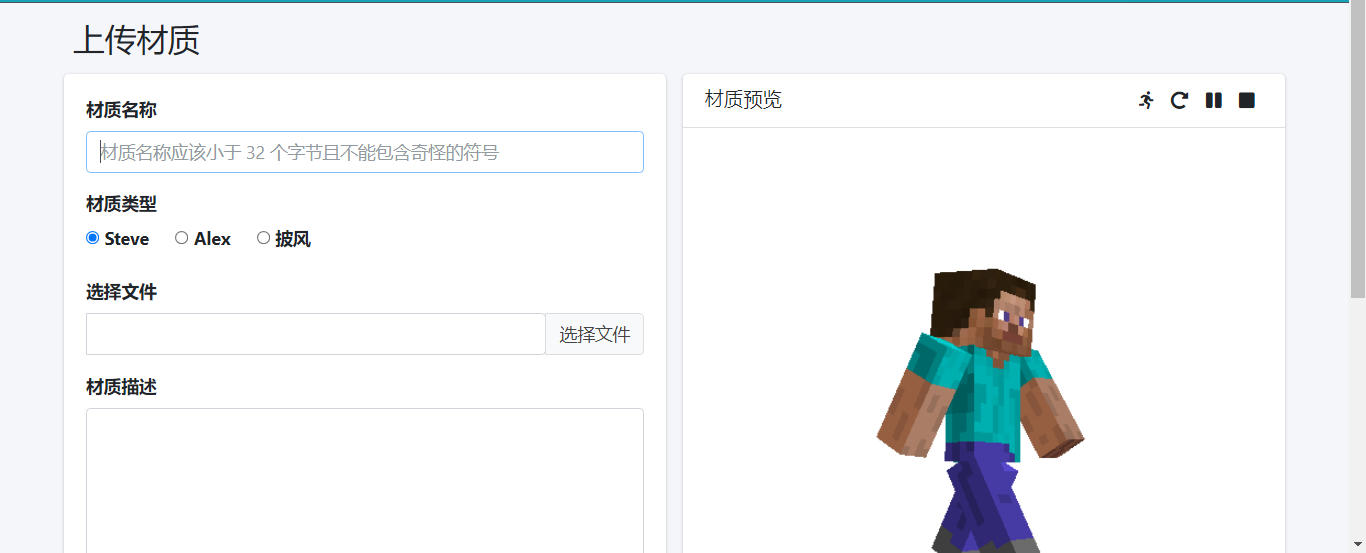 上传材质
材质名称
材质名称应该小于 32 个字节且不能包含奇怪的符号
材质类型
Steve Alex 披风
选择文件
选择文件
材质描述
材质预览